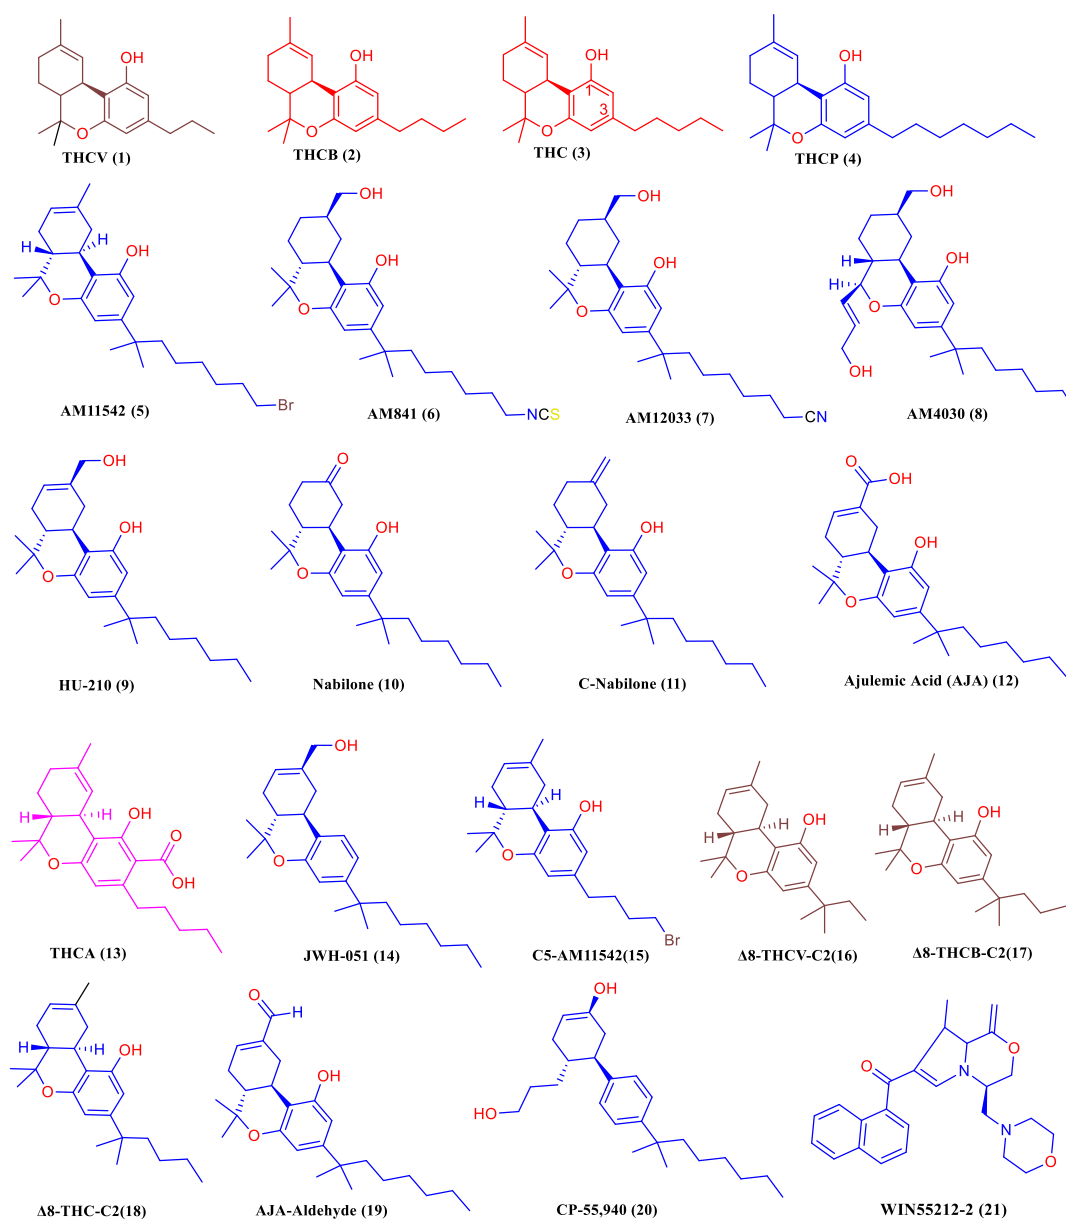 OH
OH
OH
OH
1
3
O
O
O
O
THCV (1)
THCB (2)
THC (3)
THCP (4)
OH
OH
OH
H
H
OH
OH
OH
H
OH
H
O
O
O
O
OH
Br
NCS
CN
AM11542 (5)
AM841 (6)
AM12033 (7)
AM4030 (8)
OH
O
O
OH
OH
OH
OH
OH
O
O
O
O
HU-210 (9)
Nabilone (10)
C-Nabilone (11)
Ajulemic Acid (AJA) (12)
OH
H
H
OH
O
OH
O
H
H
OH
H
H
OH
H
H
OH
O
O
O
O
Br
THCA (13)
JWH-051 (14)
C5-AM11542(15)
Δ8-THCV-C2(16)
Δ8-THCB-C2(17)
O
H
OH
O
O
N
H
H
OH
OH
HO
N
O
O
O
Δ8-THC-C2(18)
AJA-Aldehyde (19)
CP-55,940 (20)
WIN55212-2 (21)